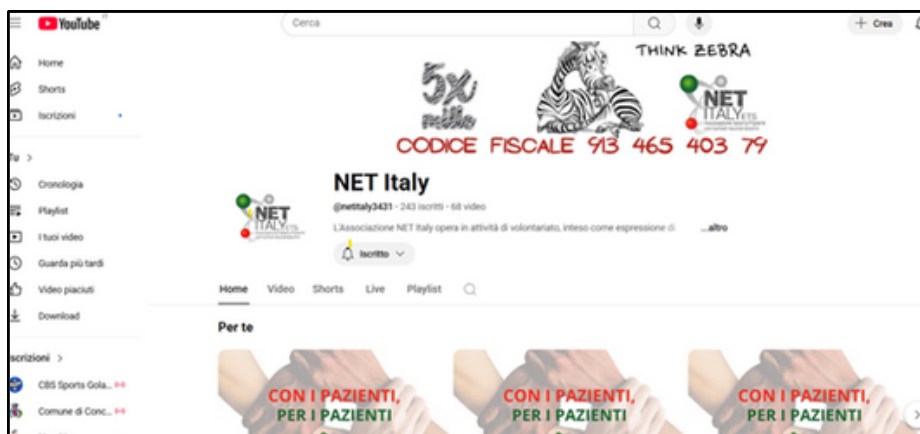 YouTube
IT
Cerca
Crea
Home
Shorts
Iscrizioni
Tu
Cronologia
Playlist
I tuoi video
Guarda più tardi
Video piaciuti
Download
Iscrizioni
CBS Sports Gola...
Comune di Conc...
THINK ZEBRA
5X
mille
NET
ITALY ETS
CODICE FISCALE 913 465 403 79
NET
ITALY ETS
NET Italy
@netitaly3431 • 243 iscritti • 68 video
L'Associazione NET Italy opera in attività di volontariato, inteso come espressione di ...altro
Iscritto
Home Video Shorts Live Playlist
Per te
CON I PAZIENTI,
PER I PAZIENTI
CON I PAZIENTI,
PER I PAZIENTI
CON I PAZIENTI,
PER I PAZIENTI